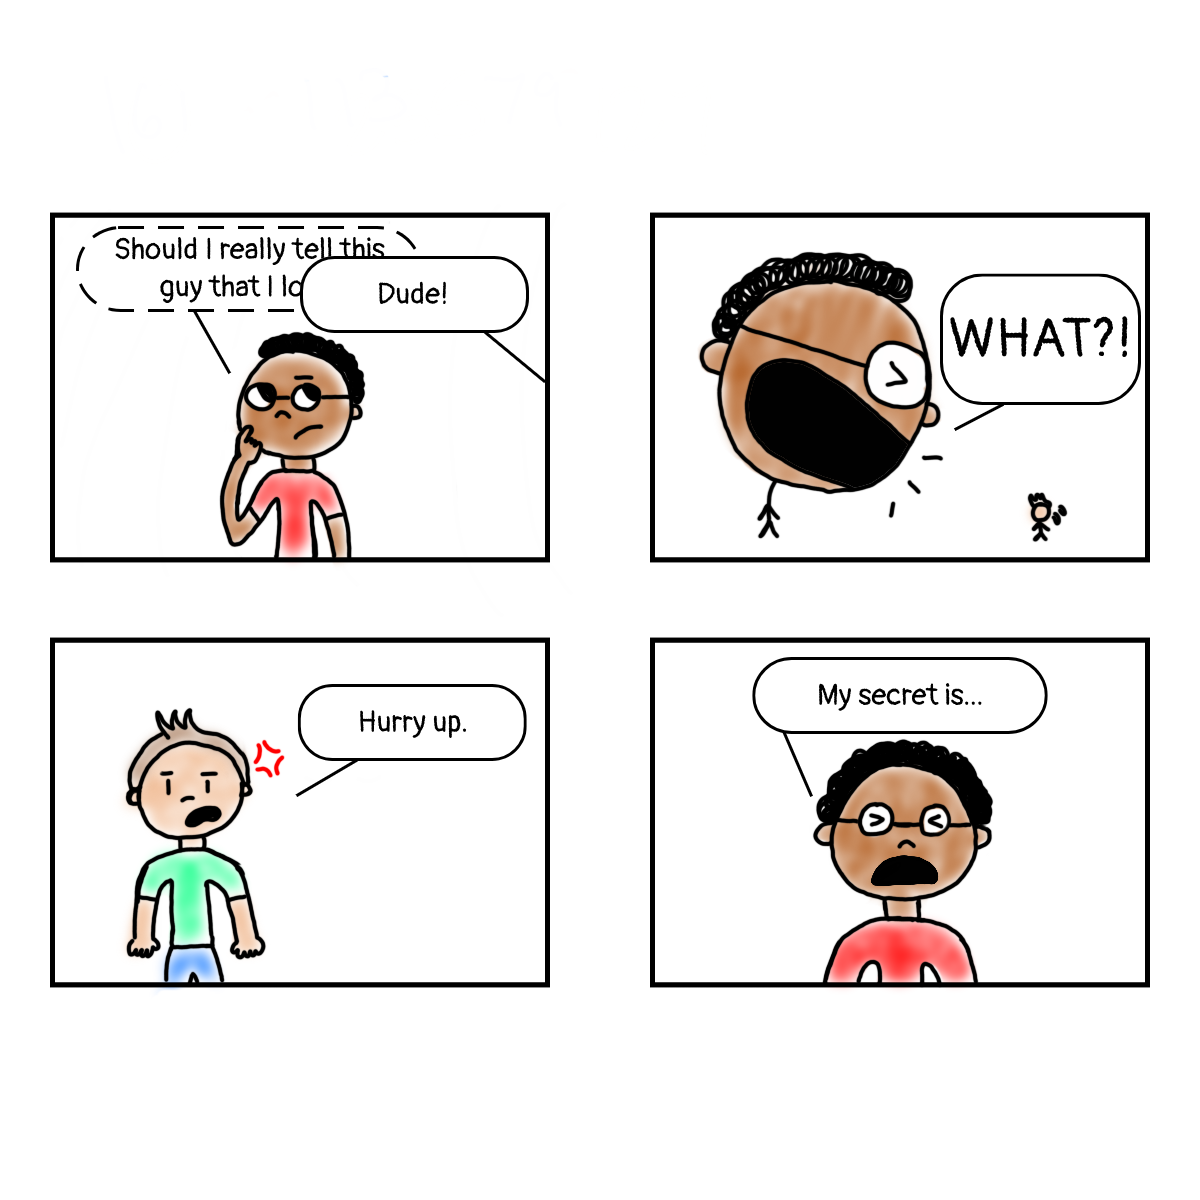 Should I really tell this
guy that I lo
Dude!
WHAT?!
Hurry up.
My secret is...